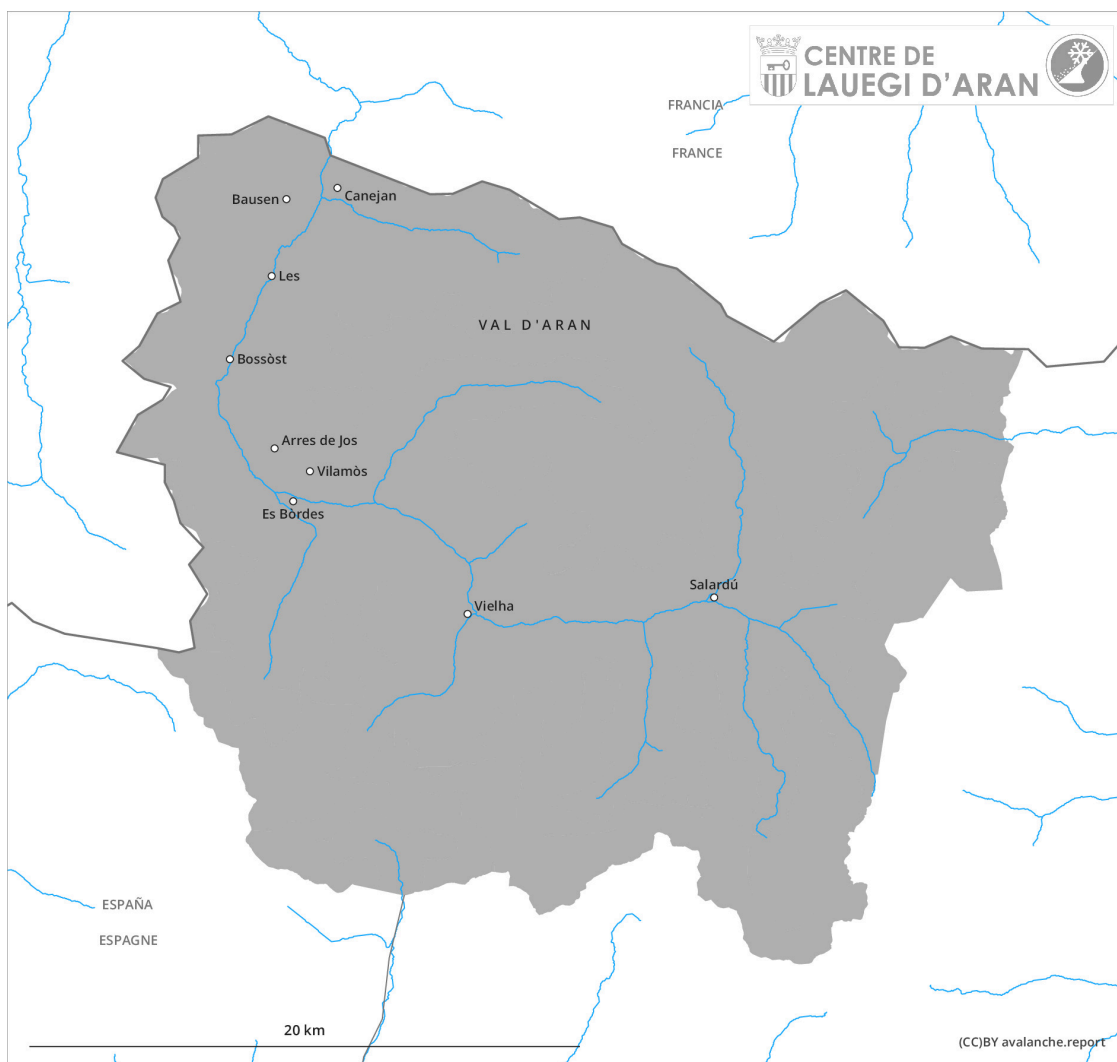 CENTRE DE
LAUEGI D'ARAN
FRANCIA
FRANCE
Bausen
Canejan
Les
VAL D'ARAN
Bossòst
Arres de Jos
Vilamòs
Es Bòrdes
Salardú
Vielha
ESPAÑA
ESPAGNE
20 km
(CC)BY avalanche.report